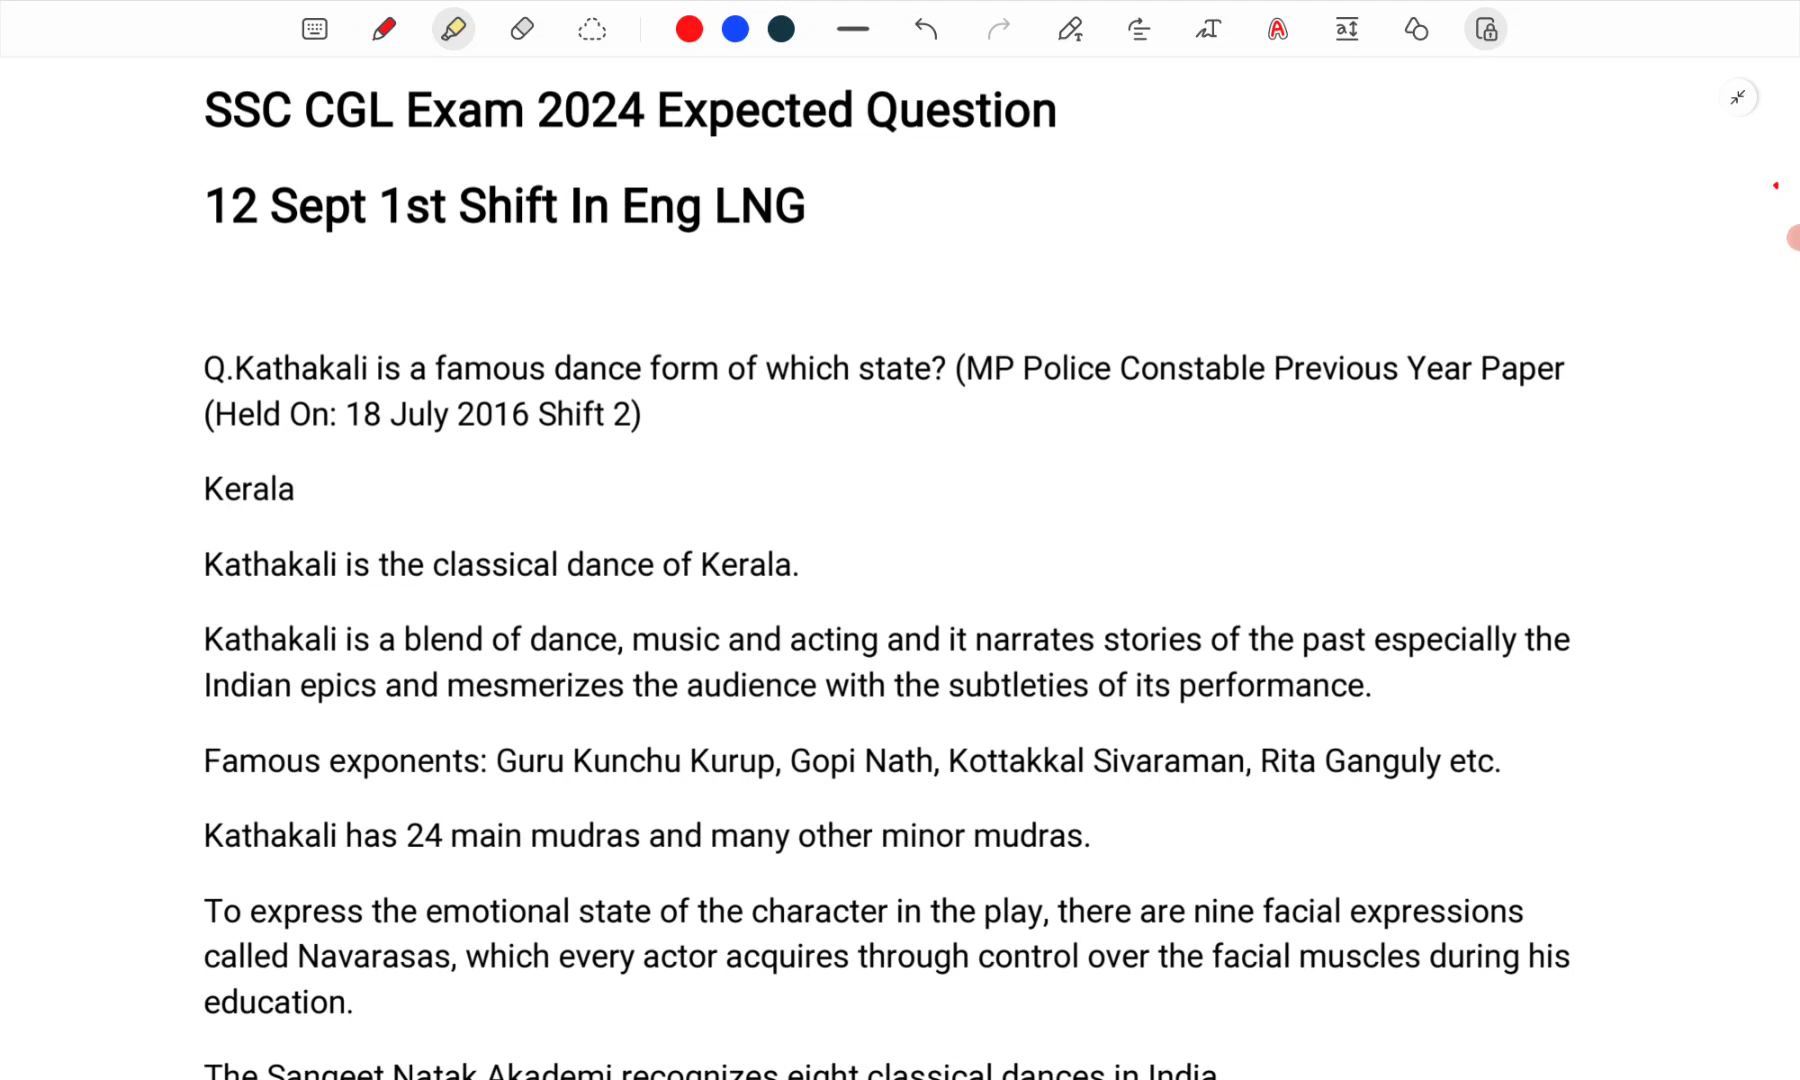 SSC CGL Exam 2024 Expected Question
12 Sept 1st Shift In Eng LNG
Q.Kathakali is a famous dance form of which state? (MP Police Constable Previous Year Paper
(Held On: 18 July 2016 Shift 2)
Kerala
Kathakali is the classical dance of Kerala.
Kathakali is a blend of dance, music and acting and it narrates stories of the past especially the
Indian epics and mesmerizes the audience with the subtleties of its performance.
Famous exponents: Guru Kunchu Kurup, Gopi Nath, Kottakkal Sivaraman, Rita Ganguly etc.
Kathakali has 24 main mudras and many other minor mudras.
To express the emotional state of the character in the play, there are nine facial expressions
called Navarasas, which every actor acquires through control over the facial muscles during his
education.
The Sangeet Natak Akademi recognizes eight classical dances in India